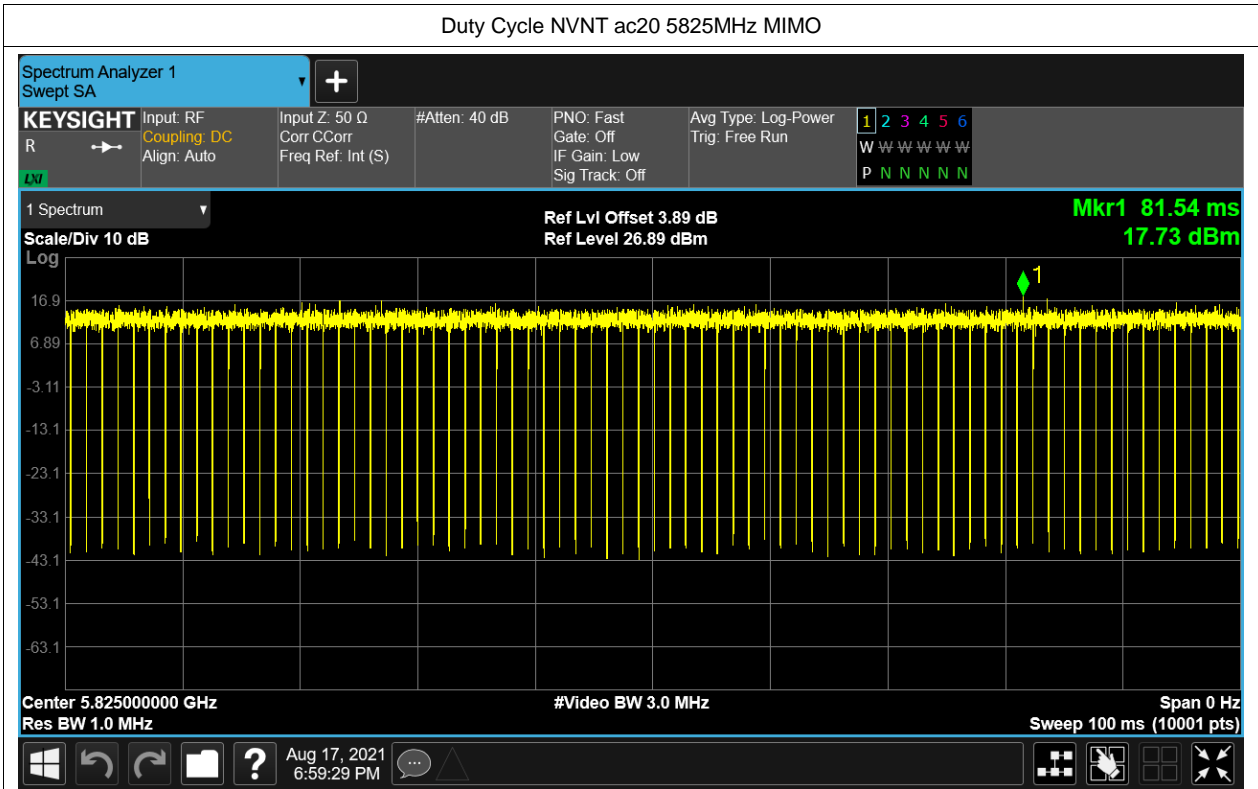 Duty Cycle NVNT ac20 5825MHz MIMO
Spectrum Analyzer 1
Swept SA
KEYSIGHT
R
LXI
Input: RF
Coupling: DC
Align: Auto
Input Z: 50 Ω
Corr CCorr
Freq Ref: Int (S)
#Atten: 40 dB
PNO: Fast
Gate: Off
IF Gain: Low
Sig Track: Off
Avg Type: Log-Power
Trig: Free Run
1 2 3 4 5 6
W W W W W W
P N N N N N
1 Spectrum
Scale/Div 10 dB
Ref Lvl Offset 3.89 dB
Ref Level 26.89 dBm
Mkr1 81.54 ms
17.73 dBm
Log
1
16.9
6.89
-3.11
-13.1
-23.1
-33.1
-43.1
-53.1
-63.1
Center 5.825000000 GHz
Res BW 1.0 MHz
#Video BW 3.0 MHz
Span 0 Hz
Sweep 100 ms (10001 pts)
?
Aug 17, 2021
6:59:29 PM